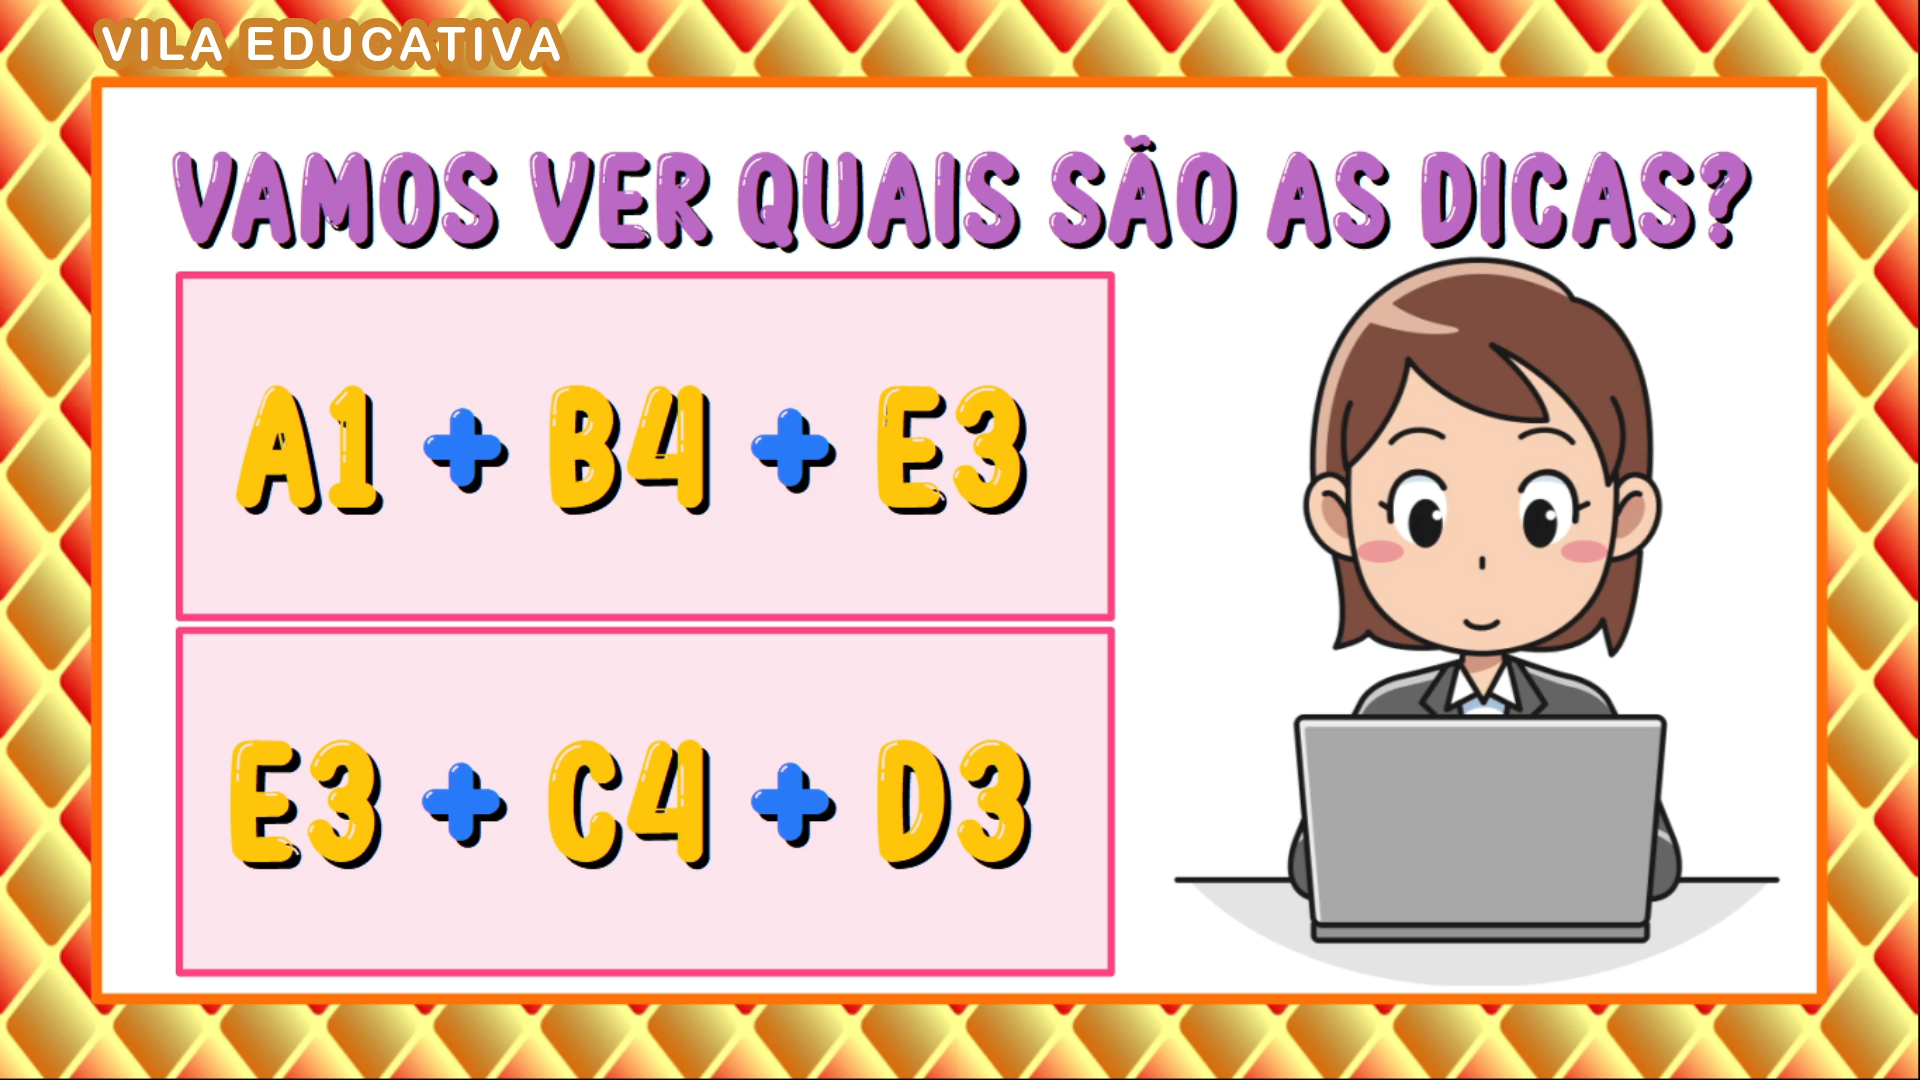 VILA EDUCATIVA
VAMOS VER QUAIS SÃO AS DICAS?
A1 + B4 + E3
E3 + C4 + D3